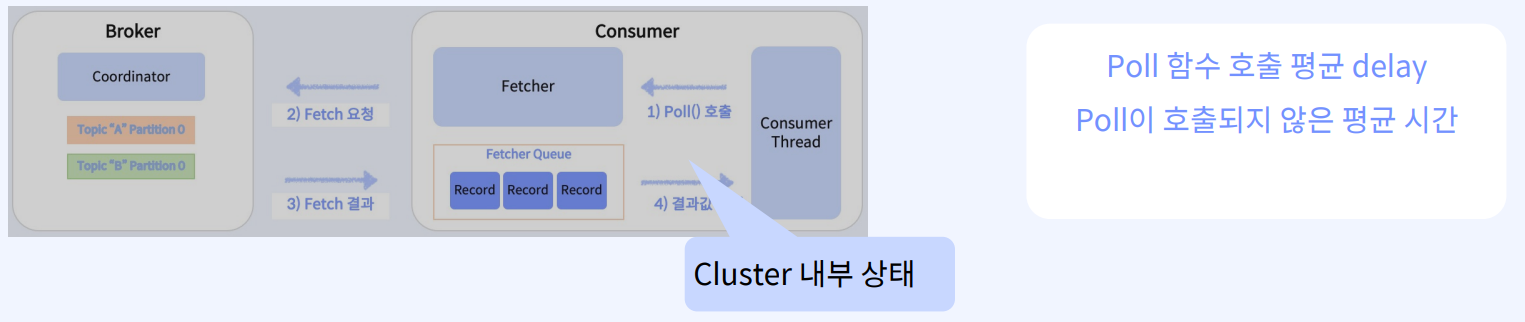 Broker
Coordinator
Topic "A" Partition 0
Topic "B" Partition 0
2) Fetch 요청
3) Fetch 결과
Consumer
Fetcher
Fetcher Queue
Record Record Record
1) Poll() 호출
4) 결과값
Consumer
Thread
Cluster 내부 상태
Poll 함수 호출 평균 delay
Poll이 호출되지 않은 평균 시간